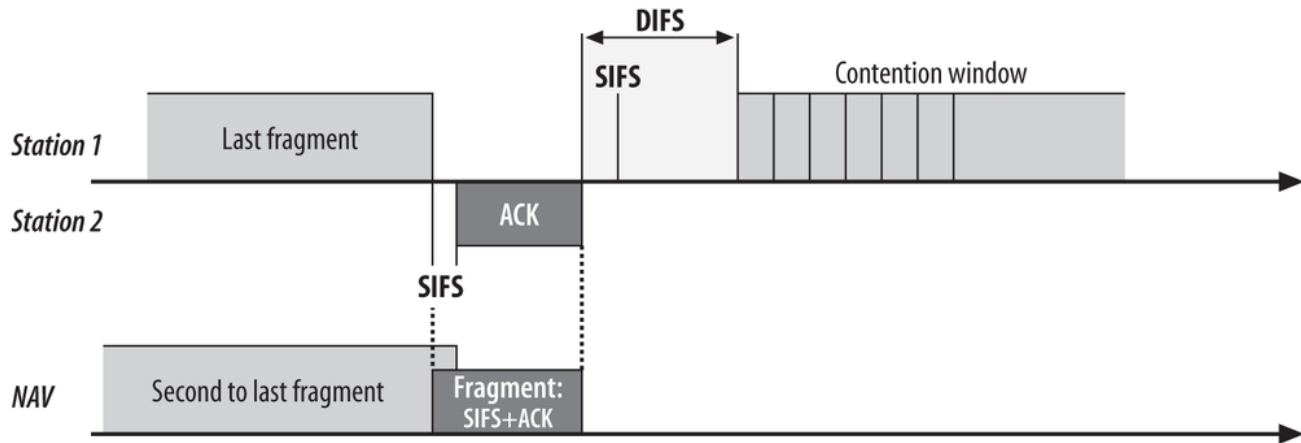 DIFS
SIFS
Contention window
Station 1
Last fragment
Station 2
ACK
SIFS
NAV
Second to last fragment
Fragment:
SIFS+ACK